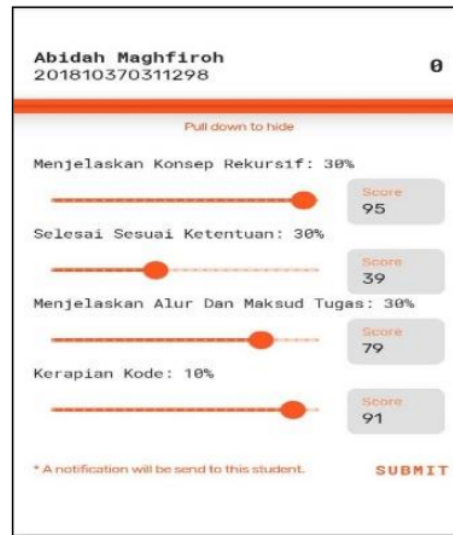 Abidah Maghfiroh
0
201810370311298
Pull down to hide
Menjelaskan Konsep Rekursif: 30%
Score
95
Selesai Sesuai Ketentuan: 30%
Score
39
Menjelaskan Alur Dan Maksud Tugas: 30%
Score
79
Kerapian Kode: 10%
Score
91
* A notification will be send to this student.
SUBMIT